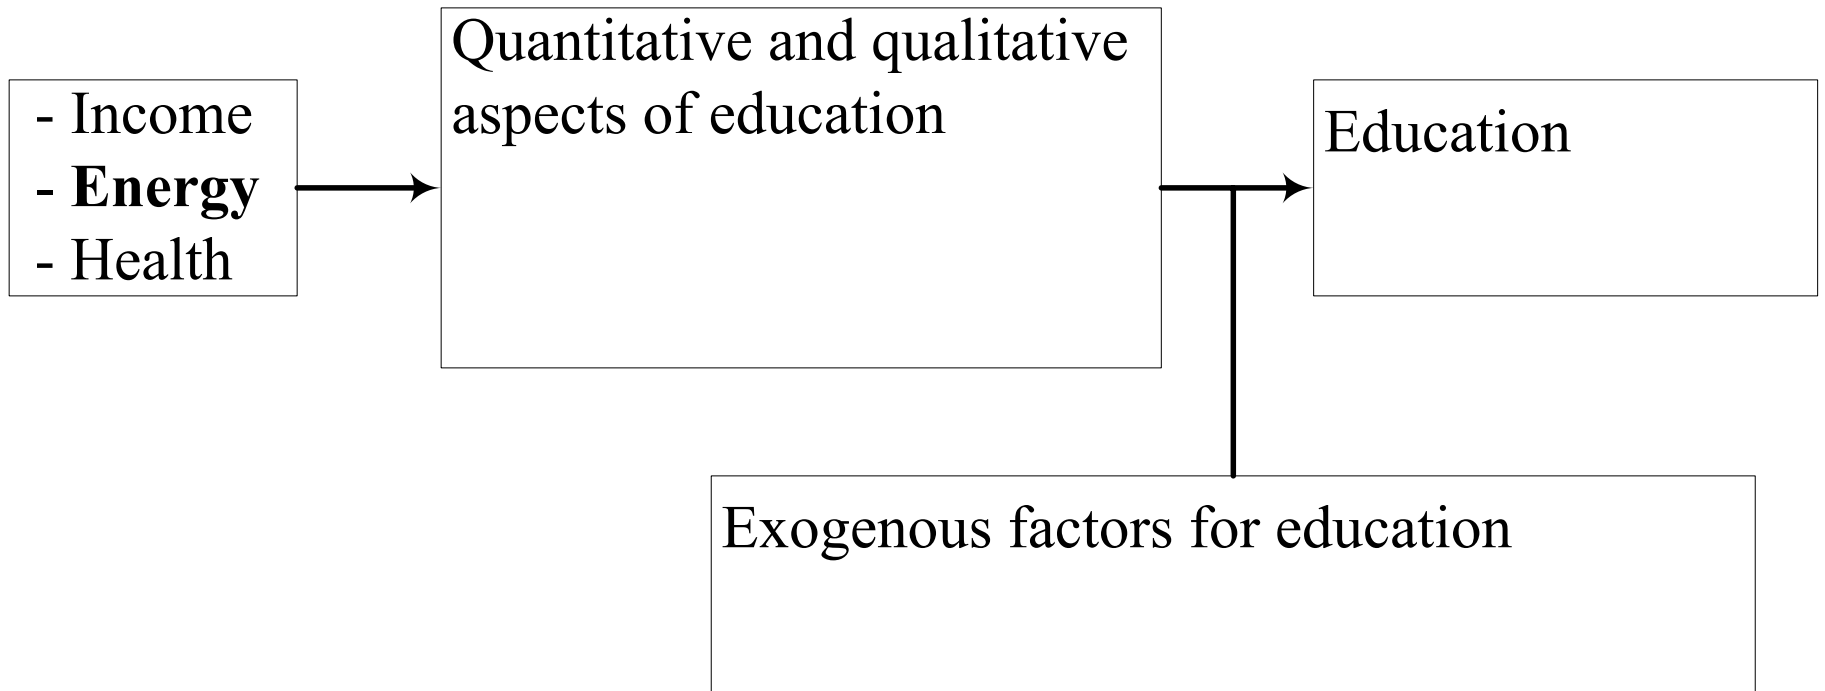 - Income
- Energy
- Health
Quantitative and qualitative
aspects of education
Education
Exogenous factors for education